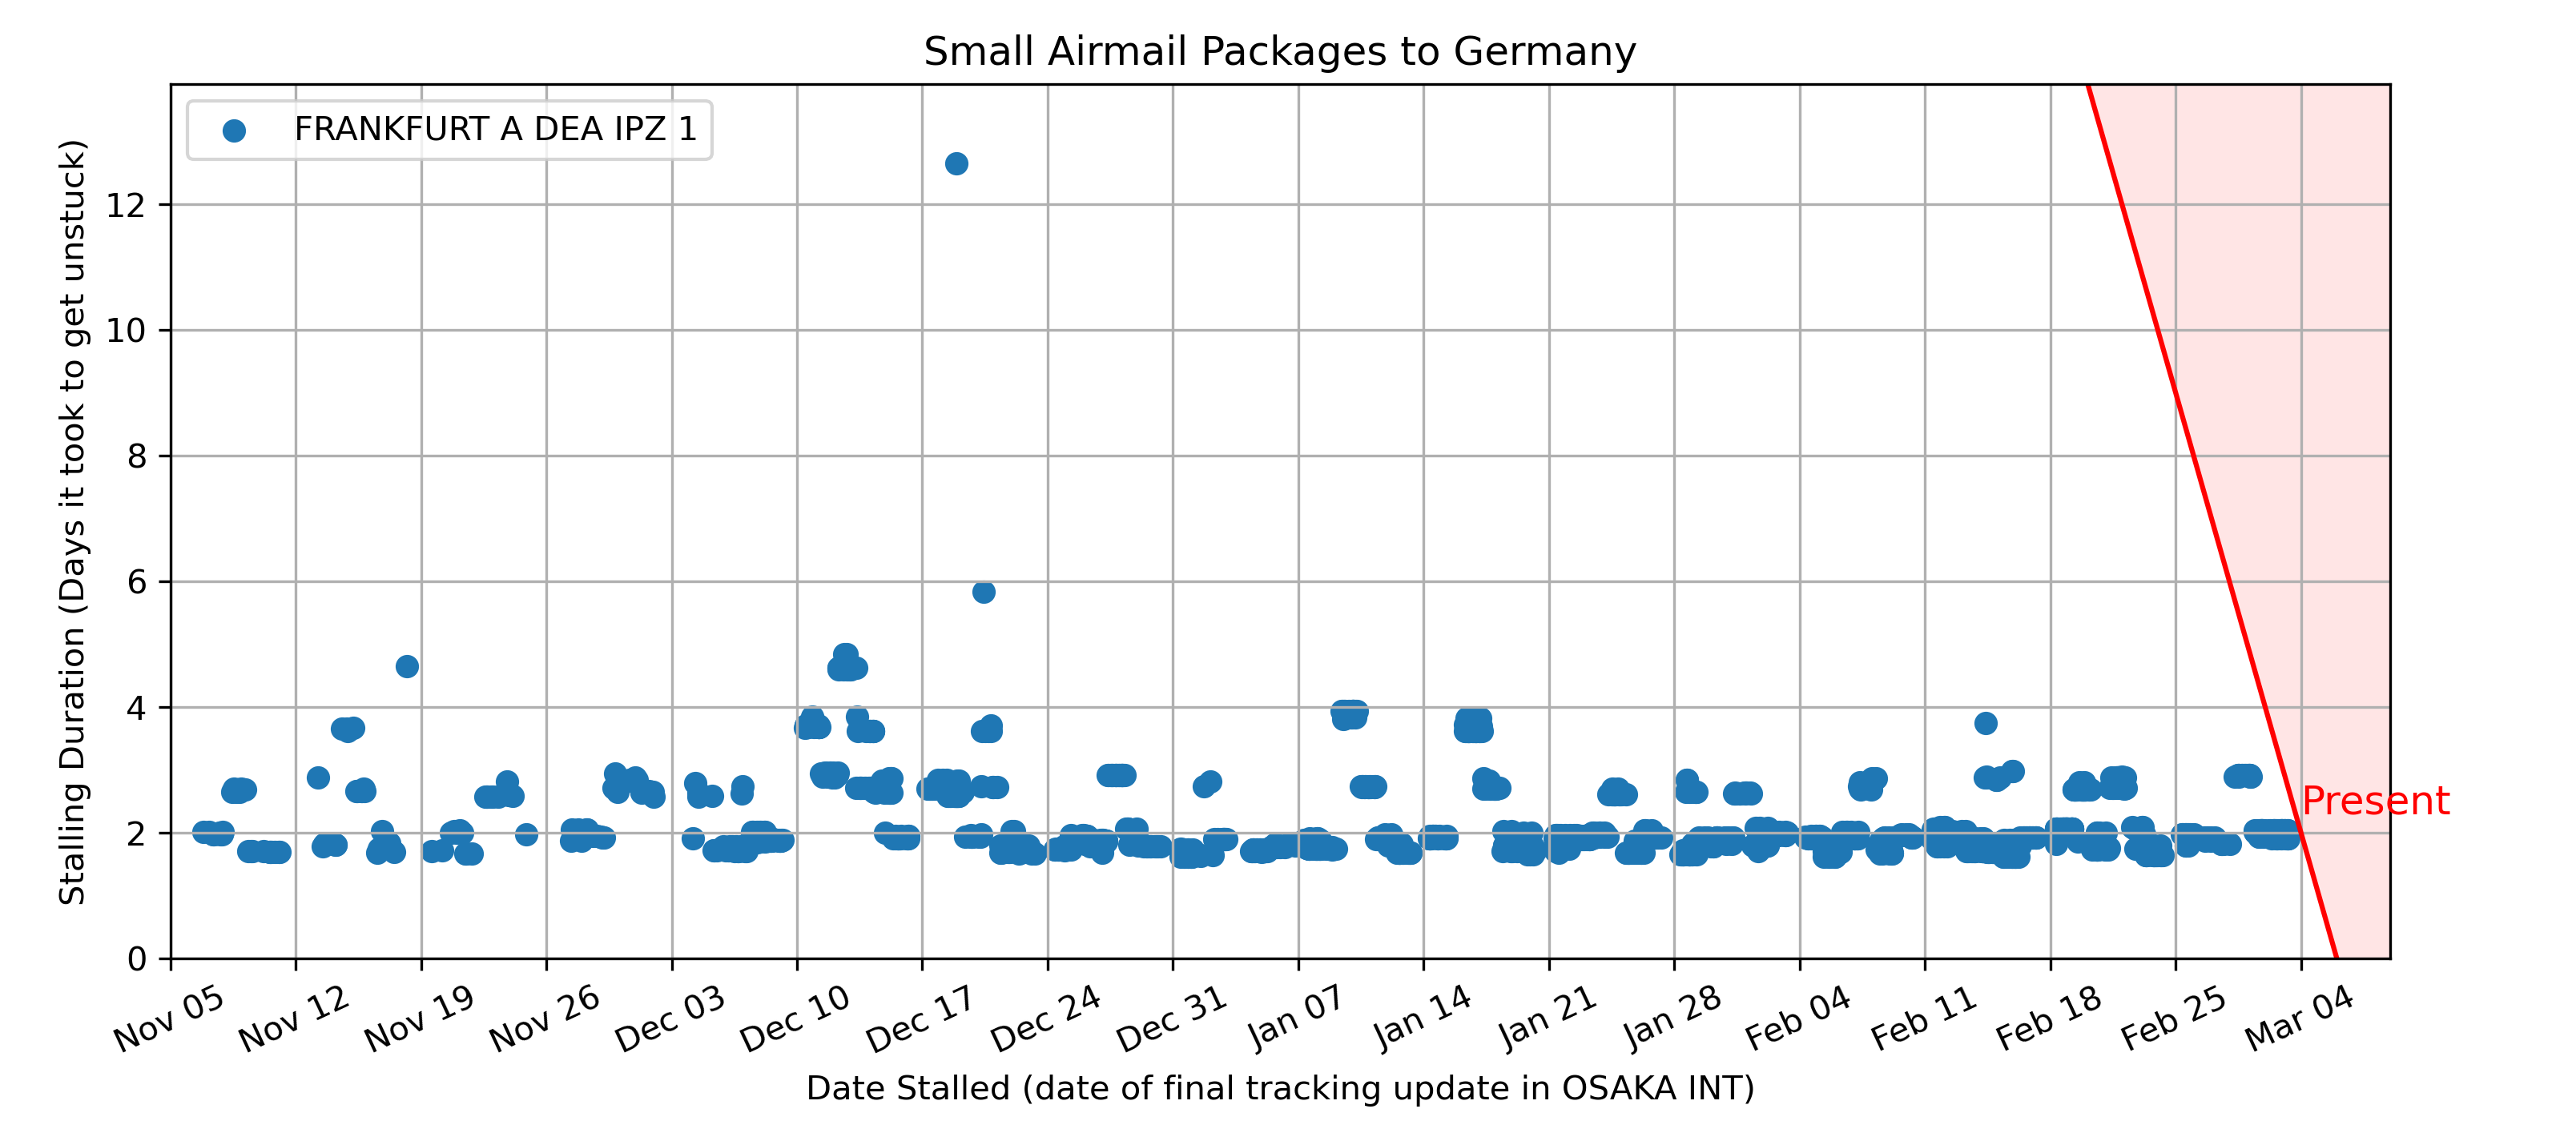 Small Airmail Packages to Germany
FRANKFURT A DEA IPZ 1
Stalling Duration (Days it took to get unstuck)
12
10
8
6
4
2
0
Present
Nov 05
Nov 12
Nov 19
Nov 26
Dec 03
Dec 10
Dec 17
Dec 24
Dec 31
Jan 07
Jan 14
Jan 21
Jan 28
Feb 04
Feb 11
Feb 18
Feb 25
Mar 04
Date Stalled (date of final tracking update in OSAKA INT)